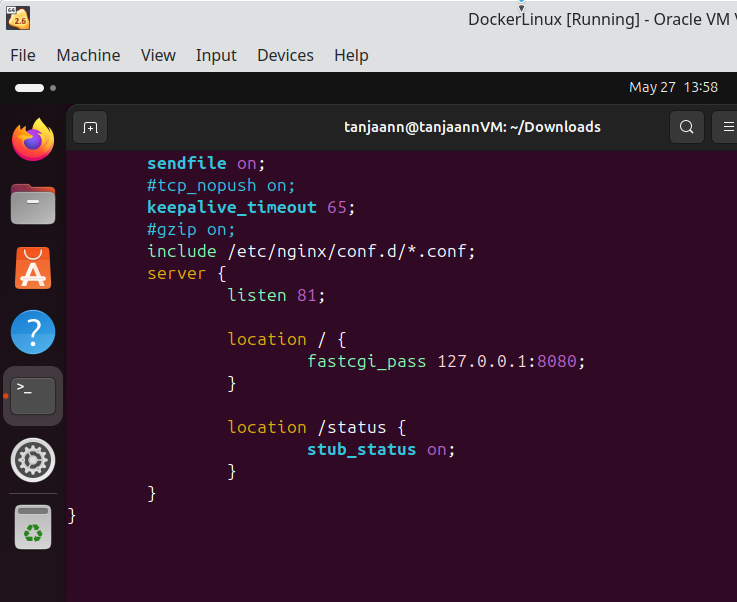 64
2.6
DockerLinux [Running] - Oracle VM
File Machine View Input Devices Help
May 27 13:58
tanjaann@tanjaannVM: ~/Downloads
sendfile on;
#tcp_nopush on;
keepalive_timeout 65;
#gzip on;
include /etc/nginx/conf.d/*.conf;
server {
listen 81;
location / {
fastcgi_pass 127.0.0.1:8080;
}
location /status {
stub_status on;
}
}
}